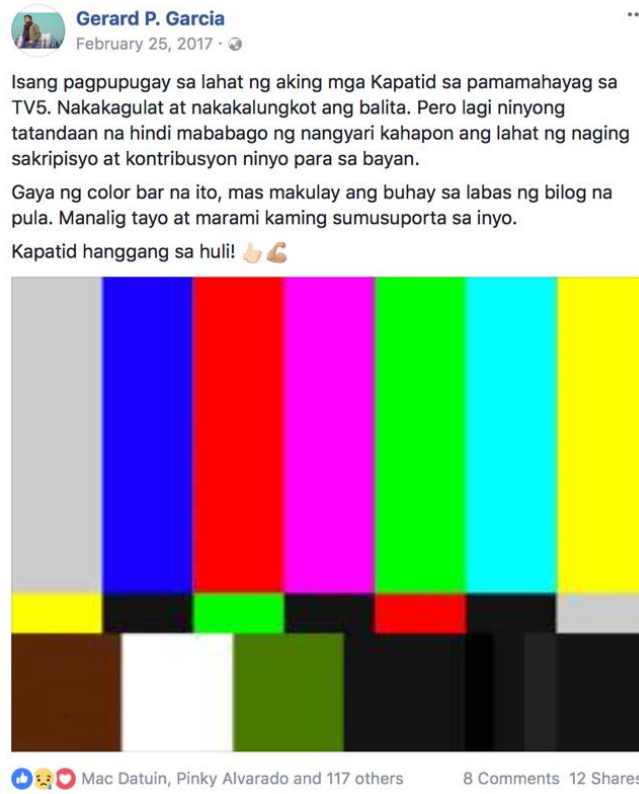 Gerard P. Garcia
February 25, 2017
Isang pagpupugay sa lahat ng aking mga Kapatid sa pamamahayag sa
TV5. Nakakagulat at nakakalungkot ang balita. Pero lagi ninyong
tatandaan na hindi mababago ng nangyari kahapon ang lahat ng naging
sakripisyo at kontribusyon ninyo para sa bayan.
Gaya ng color bar na ito, mas makulay ang buhay sa labas ng bilog na
pula. Manalig tayo at marami kaming sumusuporta sa inyo.
Kapatid hanggang sa huli! 👍🏻 💪🏽
Mac Datuin, Pinky Alvarado and 117 others 8 Comments 12 Shares